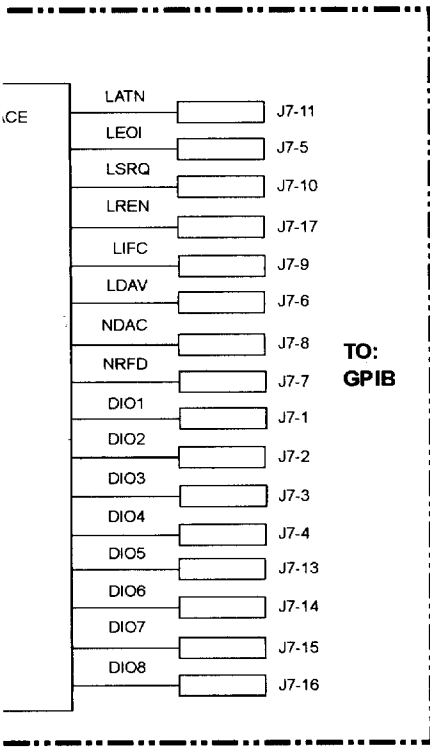 LATN J7-11
ACE
LEOI J7-5
LSRQ J7-10
LREN J7-17
LIFC J7-9
LDAV J7-6
NDAC J7-8
TO:
GPIB
NRFD J7-7
DIO1 J7-1
DIO2 J7-2
DIO3 J7-3
DIO4 J7-4
DIO5 J7-13
DIO6 J7-14
DIO7 J7-15
DIO8 J7-16